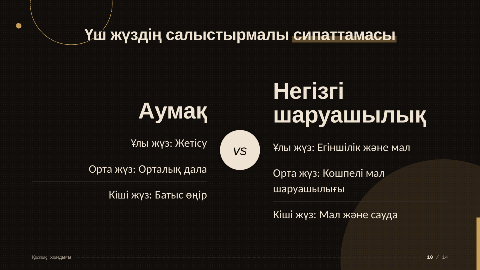 Үш жүздің салыстырмалы сипаттамасы
Аумақ
Ұлы жүз: Жетісу
Орта жүз: Орталық дала
Кіші жүз: Батыс өңір
vs
Негізгі
шаруашылық
Ұлы жүз: Егіншілік және мал
Орта жүз: Көшпелі мал
шаруашылығы
Кіші жүз: Мал және сауда
10 / 14